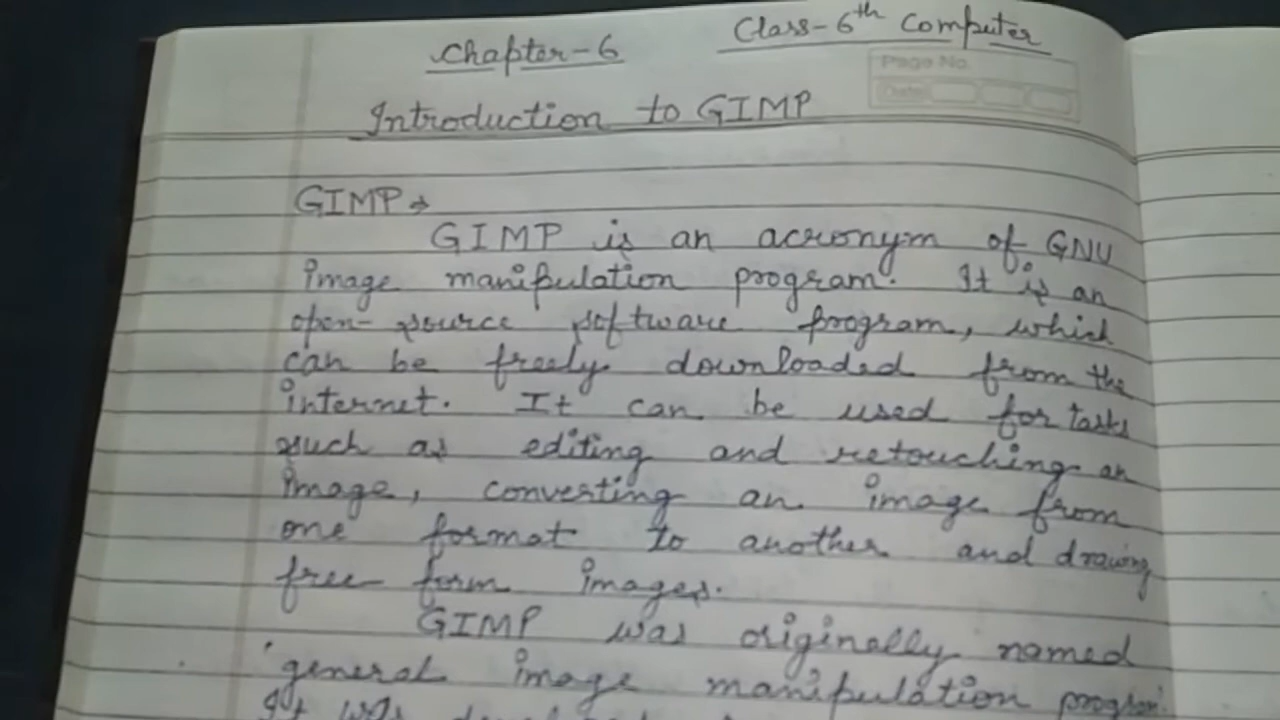 Chapter-6 Class-6th Computer
Page No.
Date
Introduction to GIMP
GIMP→
GIMP is an acronym of GNU
image manipulation program. It is an
open-source software program, which
can be freely downloaded from the
internet. It can be used for tasks
such as editing and retouching an
image, converting an image from
one format to another and drawing
free form images.
GIMP was originally named
'general image manipulation program'.
It was